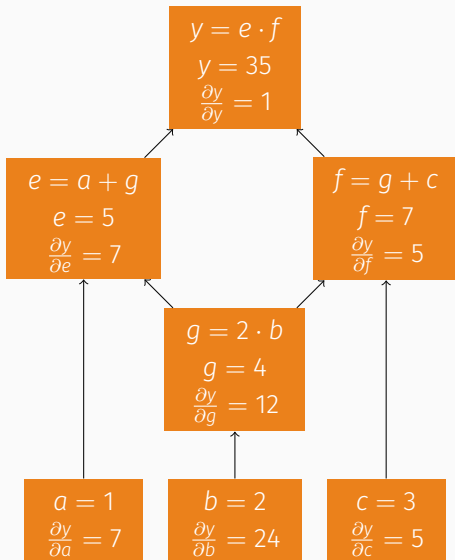 y = e · f
y = 35
∂y/∂y = 1
e = a + g
e = 5
∂y/∂e = 7
f = g + c
f = 7
∂y/∂f = 5
g = 2 · b
g = 4
∂y/∂g = 12
a = 1
∂y/∂a = 7
b = 2
∂y/∂b = 24
c = 3
∂y/∂c = 5